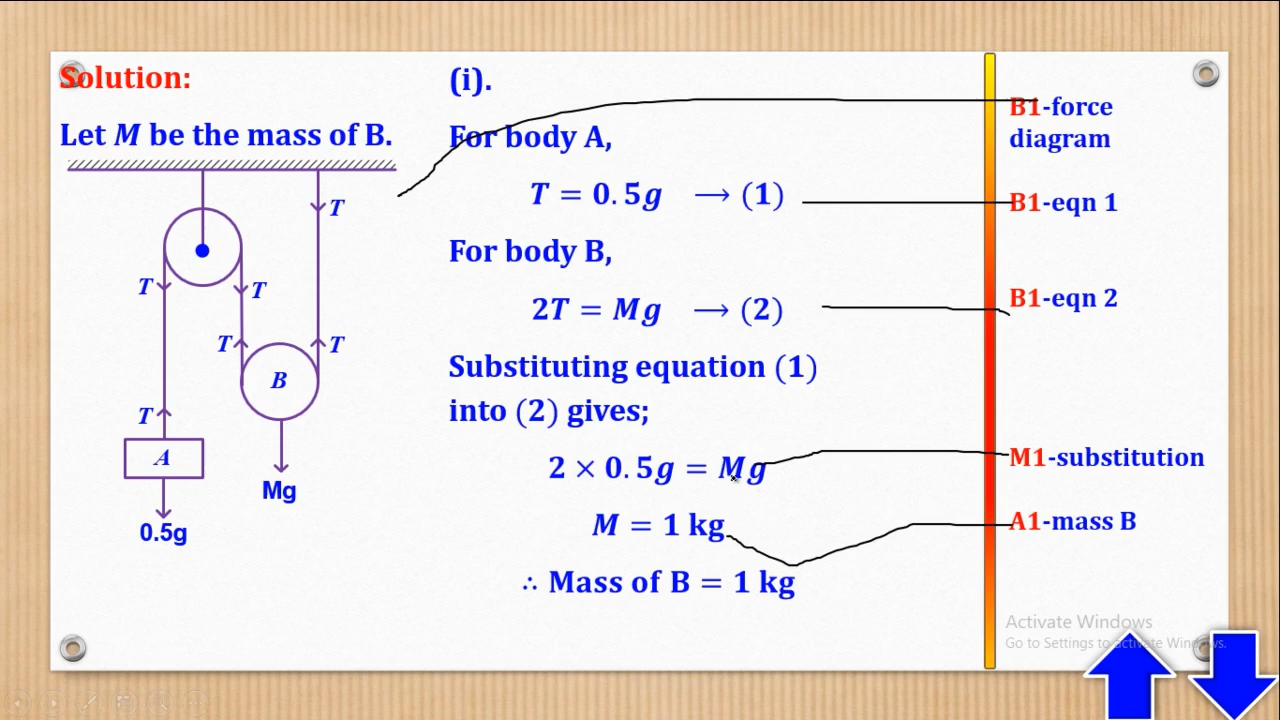 Solution:
Let M be the mass of B.
T
T
T
T
T
B
T
A
Mg
0.5g
(i).
For body A,
T = 0.5g ⟶ (1)
For body B,
2T = Mg ⟶ (2)
Substituting equation (1)
into (2) gives;
2 × 0.5g = Mg
M = 1 kg
∴ Mass of B = 1 kg
B1-force
diagram
B1-eqn 1
B1-eqn 2
M1-substitution
A1-mass B
Activate Windows
Go to Settings to activate Windows.